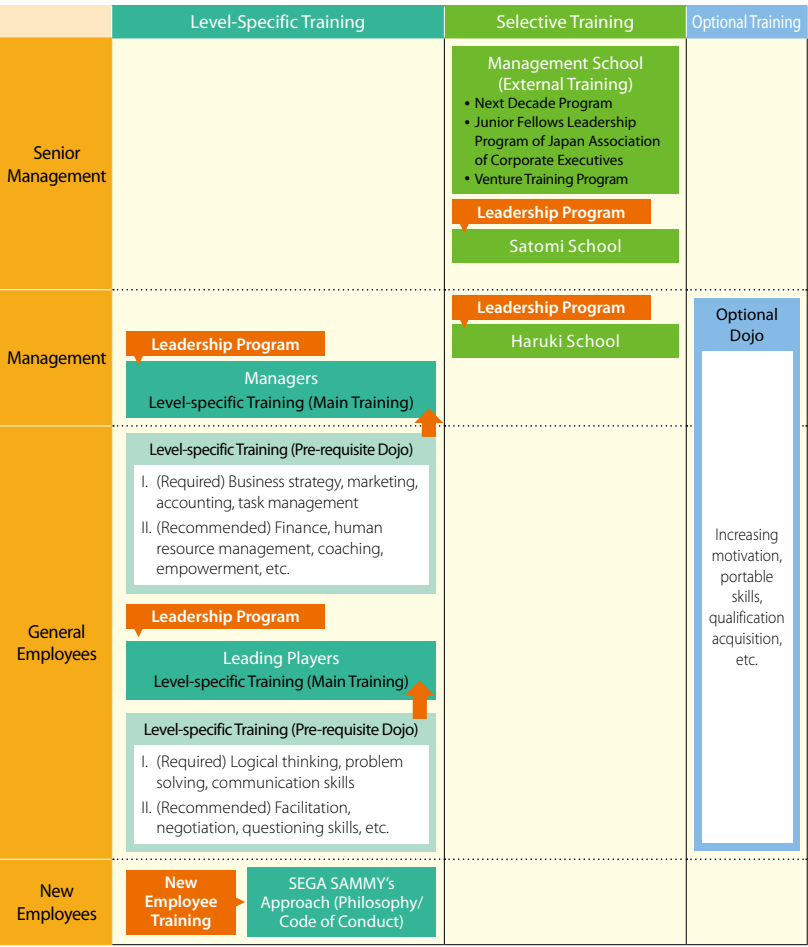 Level-Specific Training
Selective Training
Optional Training
Senior
Management
Management School
(External Training)
• Next Decade Program
• Junior Fellows Leadership
Program of Japan Association
of Corporate Executives
• Venture Training Program
Leadership Program
Satomi School
Management
Leadership Program
Managers
Level-specific Training (Main Training)
Leadership Program
Haruki School
Optional
Dojo
Increasing
motivation,
portable
skills,
qualification
acquisition,
etc.
General
Employees
Level-specific Training (Pre-requisite Dojo)
I. (Required) Business strategy, marketing,
accounting, task management
II. (Recommended) Finance, human
resource management, coaching,
empowerment, etc.
Leadership Program
Leading Players
Level-specific Training (Main Training)
Level-specific Training (Pre-requisite Dojo)
I. (Required) Logical thinking, problem
solving, communication skills
II. (Recommended) Facilitation,
negotiation, questioning skills, etc.
New
Employees
New
Employee
Training
SEGA SAMMY's
Approach (Philosophy/
Code of Conduct)